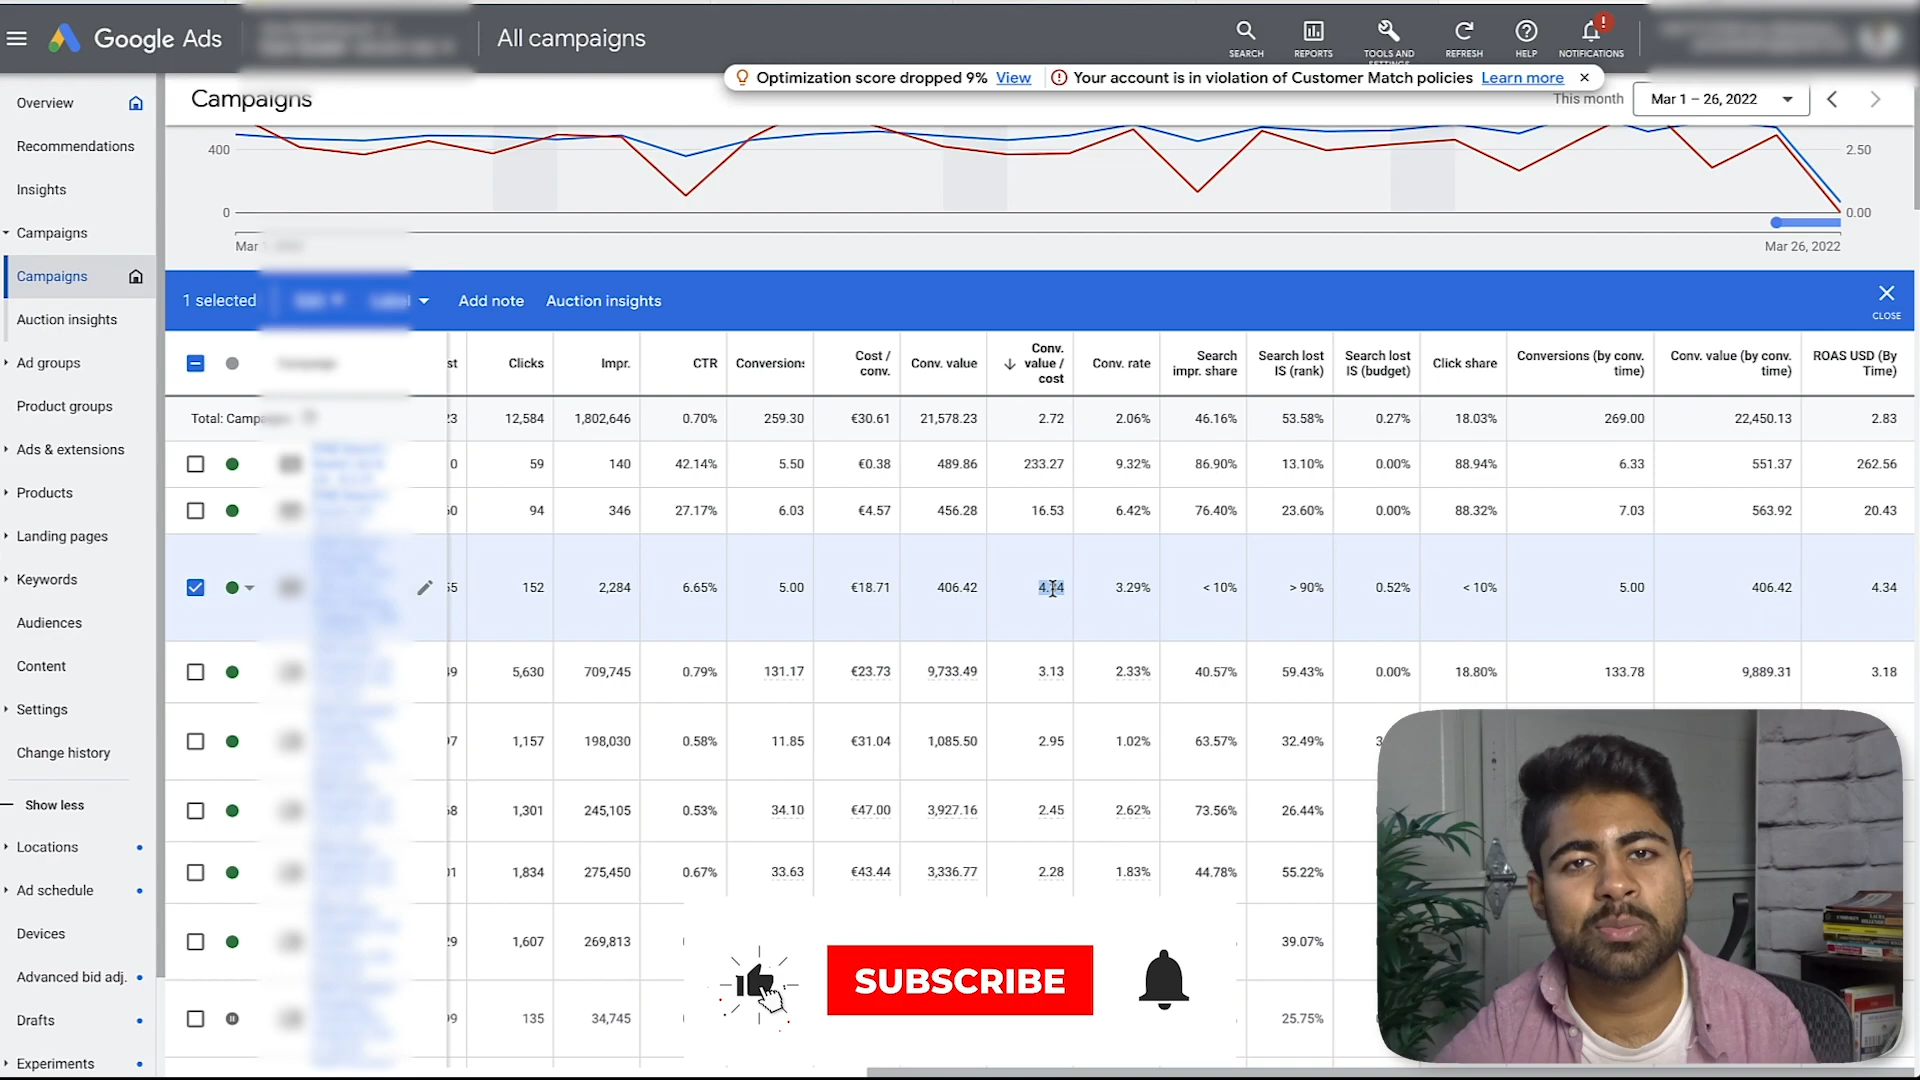 Google Ads
All campaigns
SEARCH
REPORTS
TOOLS AND
SETTINGS
REFRESH
HELP
!
NOTIFICATIONS
Optimization score dropped 9% View
Your account is in violation of Customer Match policies Learn more
Overview
Recommendations
Insights
Campaigns
Campaigns
Auction insights
Ad groups
Product groups
Ads & extensions
Products
Landing pages
Keywords
Audiences
Content
Settings
Change history
Show less
Locations
Ad schedule
Devices
Advanced bid adj.
Drafts
Experiments
Campaigns
This month
Mar 1 – 26, 2022
400
2.50
0
0.00
Mar
Mar 26, 2022
1 selected
Add note
Auction insights
CLOSE
st Clicks Impr. CTR Conversions Cost / conv. Conv. value Conv. value / cost Conv. rate Search impr. share Search lost IS (rank) Search lost IS (budget) Click share Conversions (by conv. time) Conv. value (by conv. time) ROAS USD (By Time)
Total: 23 12,584 1,802,646 0.70% 259.30 €30.61 21,578.23 2.72 2.06% 46.16% 53.58% 0.27% 18.03% 269.00 22,450.13 2.83
0 59 140 42.14% 5.50 €0.38 489.86 233.27 9.32% 86.90% 13.10% 0.00% 88.94% 6.33 551.37 262.56
94 346 27.17% 6.03 €4.57 456.28 16.53 6.42% 76.40% 23.60% 0.00% 88.32% 7.03 563.92 20.43
152 2,284 6.65% 5.00 €18.71 406.42 3.29% < 10% > 90% 0.52% < 10% 5.00 406.42 4.34
5,630 709,745 0.79% 131.17 €23.73 9,733.49 3.13 2.33% 40.57% 59.43% 0.00% 18.80% 133.78 9,889.31 3.18
1,157 198,030 0.58% 11.85 €31.04 1,085.50 2.95 1.02% 63.57% 32.49%
1,301 245,105 0.53% 34.10 €47.00 3,927.16 2.45 2.62% 73.56% 26.44%
1,834 275,450 0.67% 33.63 €43.44 3,336.77 2.28 1.83% 44.78% 55.22%
29 1,607 269,813 39.07%
135 34,745 25.75%
SUBSCRIBE